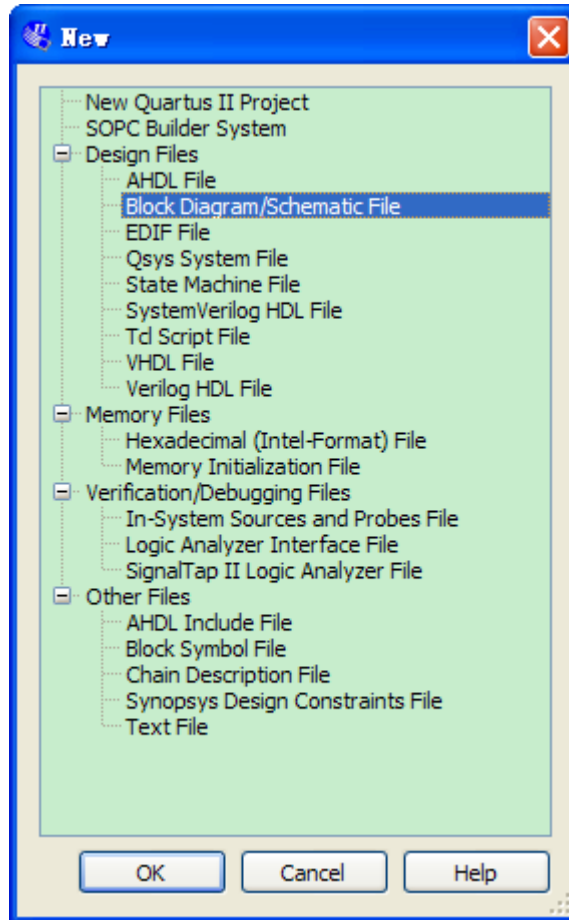 New
New Quartus II Project
SOPC Builder System
Design Files
AHDL File
Block Diagram/Schematic File
EDIF File
Qsys System File
State Machine File
SystemVerilog HDL File
Tcl Script File
VHDL File
Verilog HDL File
Memory Files
Hexadecimal (Intel-Format) File
Memory Initialization File
Verification/Debugging Files
In-System Sources and Probes File
Logic Analyzer Interface File
SignalTap II Logic Analyzer File
Other Files
AHDL Include File
Block Symbol File
Chain Description File
Synopsys Design Constraints File
Text File
OK Cancel Help